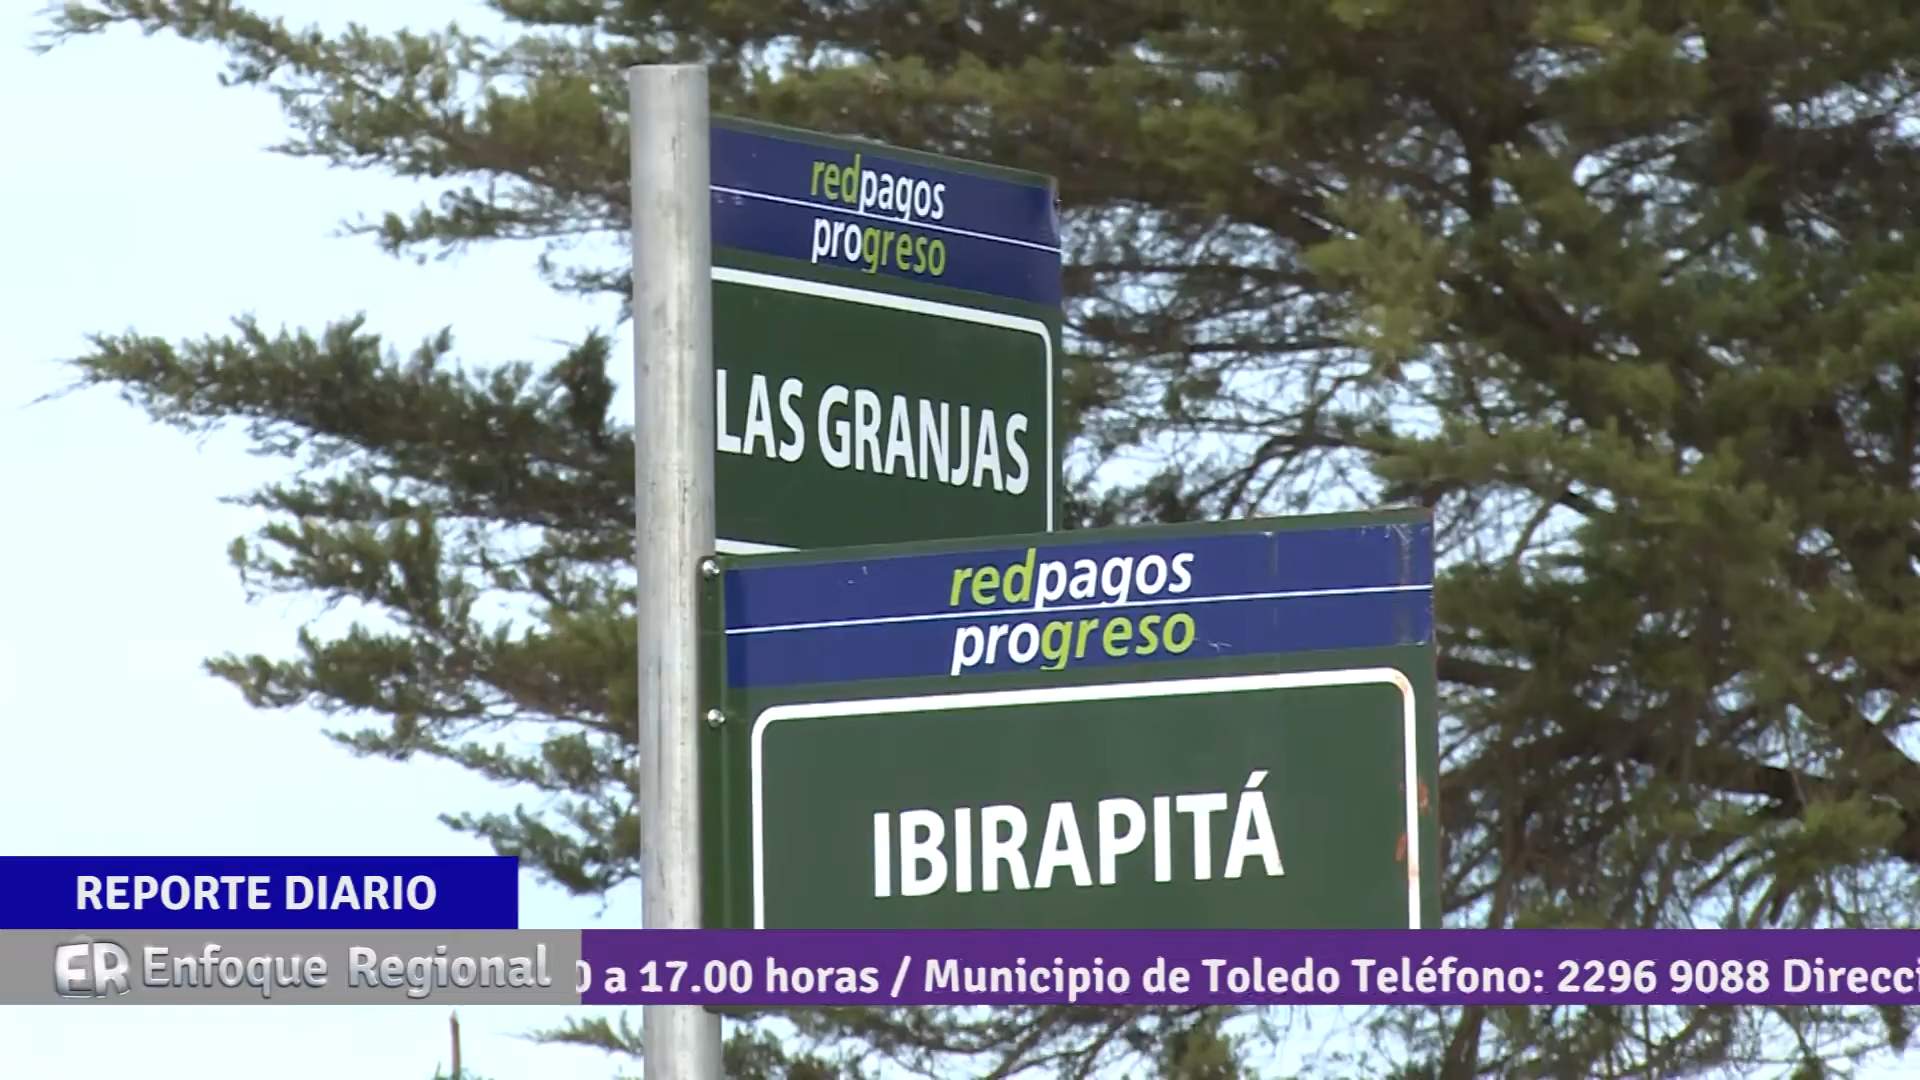 redpagos
progreso
LAS GRANJAS
redpagos
progreso
IBIRAPITÁ
REPORTE DIARIO
ER Enfoque Regional
a 17.00 horas / Municipio de Toledo Teléfono: 2296 9088